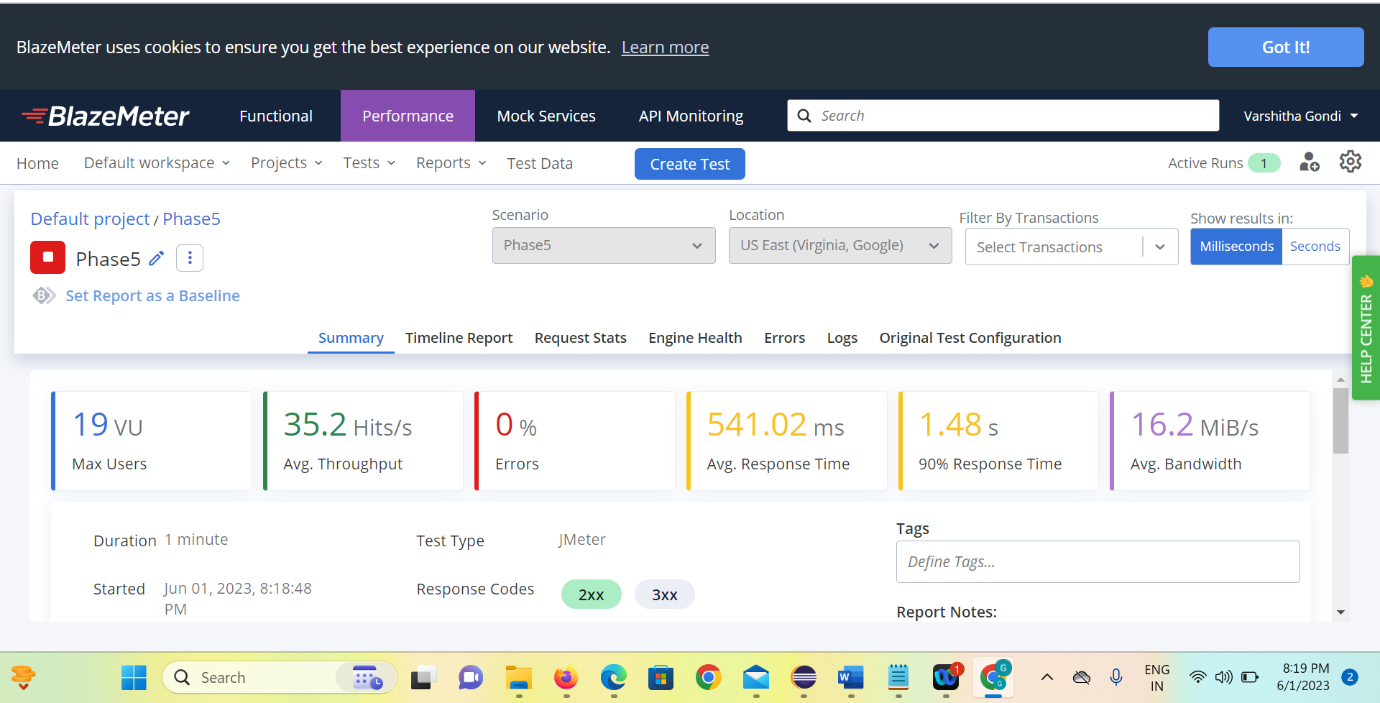 BlazeMeter uses cookies to ensure you get the best experience on our website. Learn more
Got It!
BlazeMeter Functional Performance Mock Services API Monitoring Search Varshitha Gondi
Home Default workspace Projects Tests Reports Test Data Create Test Active Runs 1
Default project / Phase5
Scenario Location Filter By Transactions Show results in:
Phase5 US East (Virginia, Google) Select Transactions Milliseconds Seconds
Phase5
B Set Report as a Baseline
HELP CENTER
Summary Timeline Report Request Stats Engine Health Errors Logs Original Test Configuration
19 VU 35.2 Hits/s 0 % 541.02 ms 1.48 s 16.2 MiB/s
Max Users Avg. Throughput Errors Avg. Response Time 90% Response Time Avg. Bandwidth
Duration 1 minute Test Type JMeter Tags
Define Tags...
Started Jun 01, 2023, 8:18:48 Response Codes 2xx 3xx
PM Report Notes:
Search W 1 G G ENG 8:19 PM
IN 6/1/2023 2